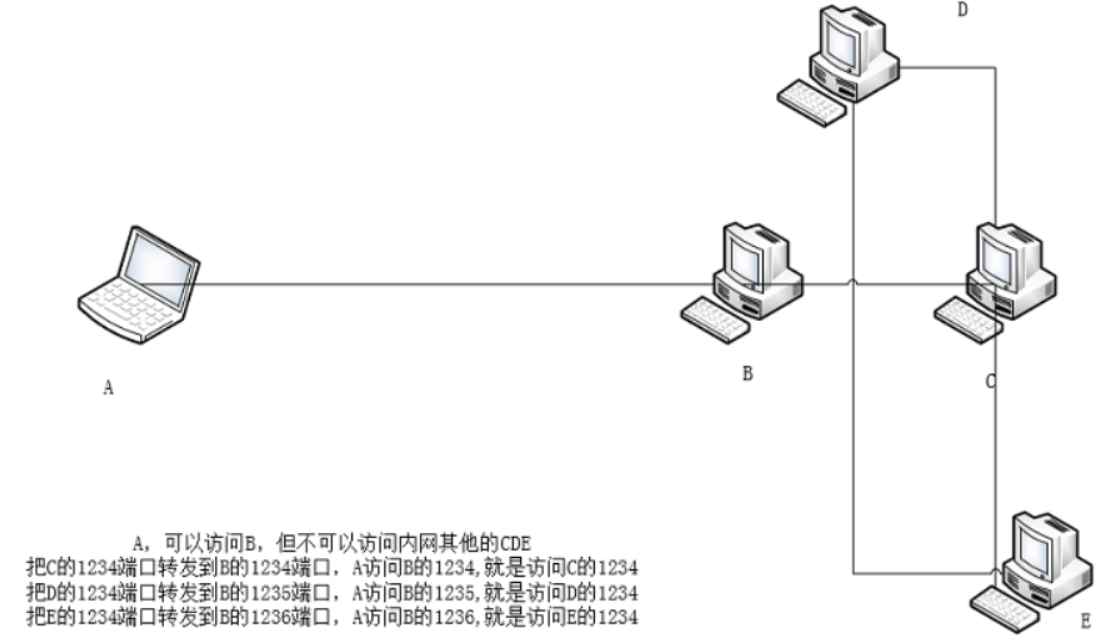 D
B
A
C
A, 可以访问B, 但不可以访问内网其他的CDE
把C的1234端口转发到B的1234端口, A访问B的1234,就是访问C的1234
把D的1234端口转发到B的1235端口, A访问B的1235,就是访问D的1234
把E的1234端口转发到B的1236端口, A访问B的1236,就是访问E的1234
E